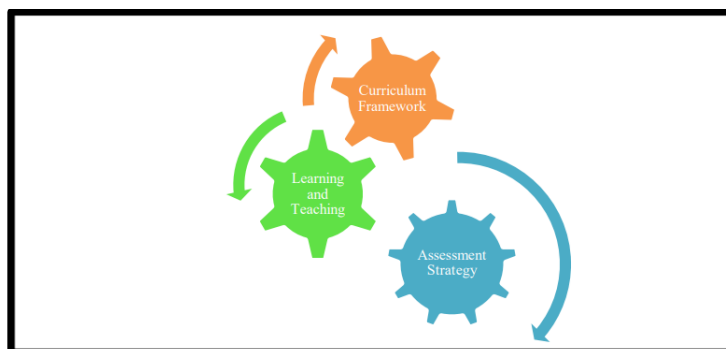 Curriculum
Framework
Learning
and
Teaching
Assessment
Strategy